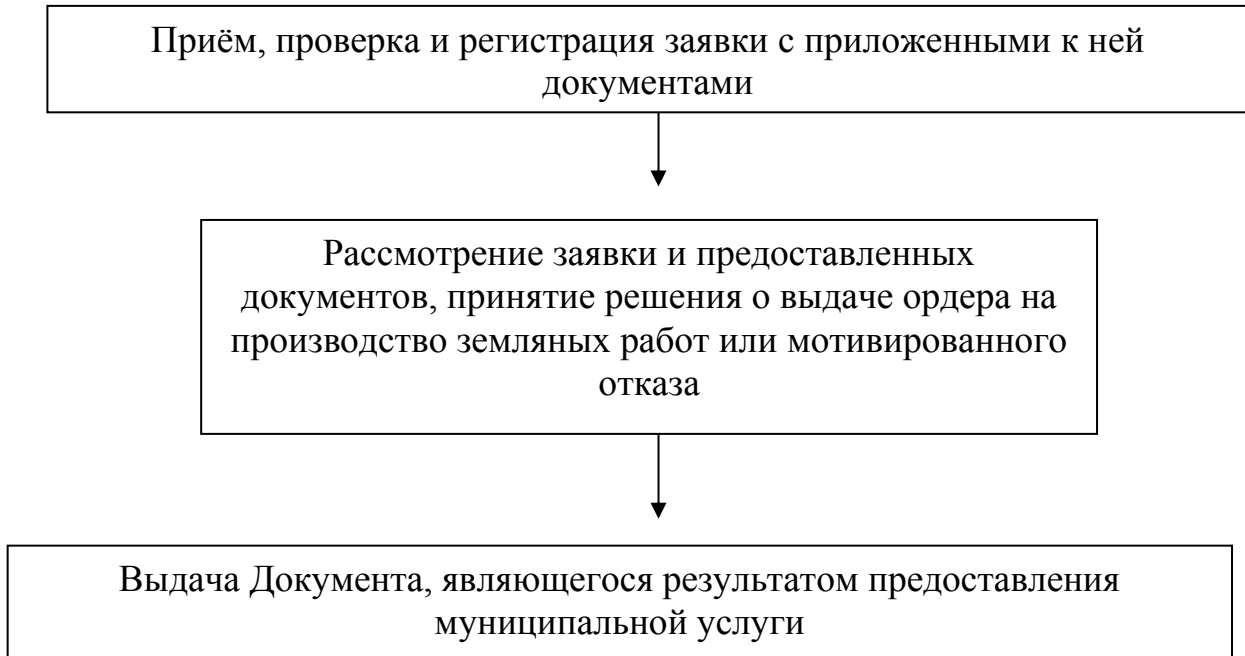 Приём, проверка и регистрация заявки с приложенными к ней
документами
Рассмотрение заявки и предоставленных
документов, принятие решения о выдаче ордера на
производство земляных работ или мотивированного
отказа
Выдача Документа, являющегося результатом предоставления
муниципальной услуги